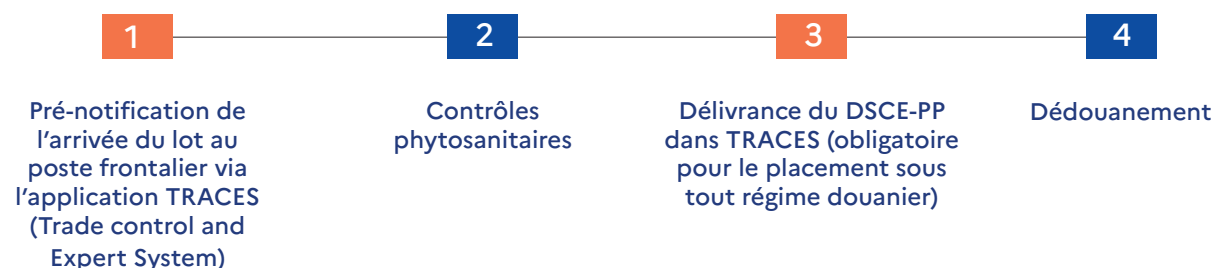 1
2
3
4
Pré-notification de
l'arrivée du lot au
poste frontalier via
l'application TRACES
(Trade control and
Expert System)
Contrôles
phytosanitaires
Délivrance du DSCE-PP
dans TRACES (obligatoire
pour le placement sous
tout régime douanier)
Dédouanement